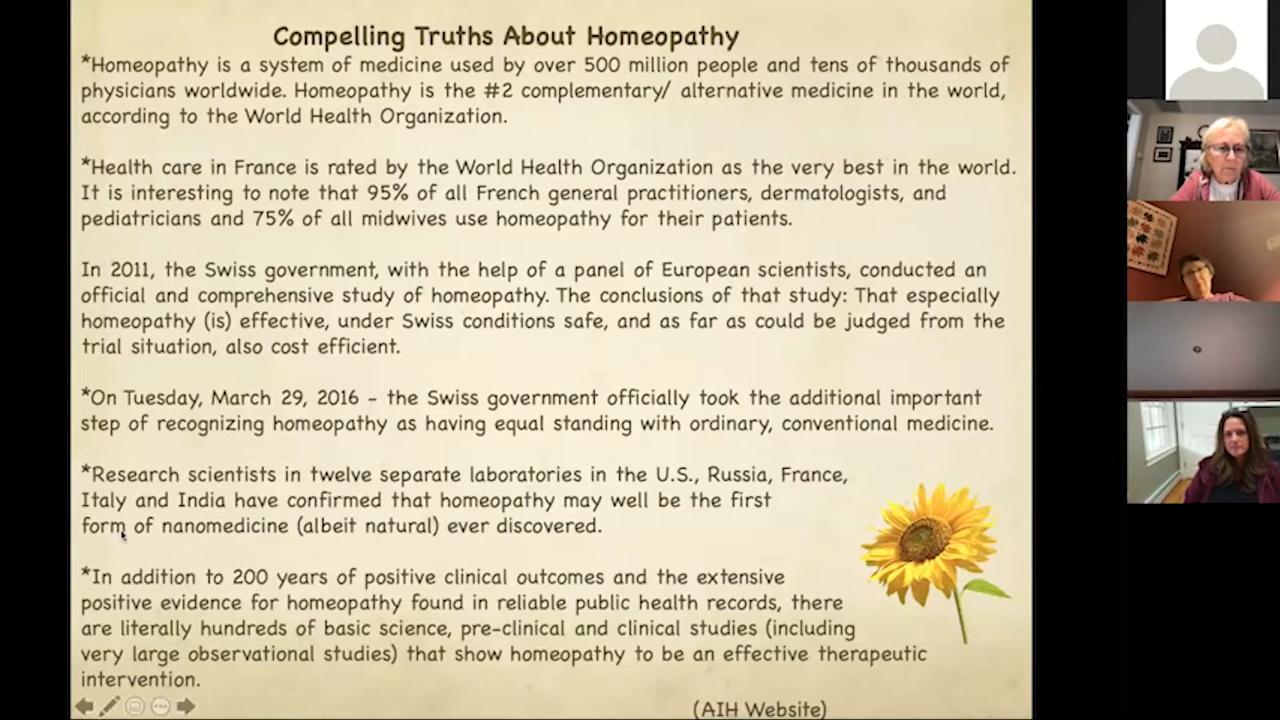 Compelling Truths About Homeopathy
*Homeopathy is a system of medicine used by over 500 million people and tens of thousands of
physicians worldwide. Homeopathy is the #2 complementary/ alternative medicine in the world,
according to the World Health Organization.
*Health care in France is rated by the World Health Organization as the very best in the world.
It is interesting to note that 95% of all French general practitioners, dermatologists, and
pediatricians and 75% of all midwives use homeopathy for their patients.
In 2011, the Swiss government, with the help of a panel of European scientists, conducted an
official and comprehensive study of homeopathy. The conclusions of that study: That especially
homeopathy (is) effective, under Swiss conditions safe, and as far as could be judged from the
trial situation, also cost efficient.
*On Tuesday, March 29, 2016 - the Swiss government officially took the additional important
step of recognizing homeopathy as having equal standing with ordinary, conventional medicine.
*Research scientists in twelve separate laboratories in the U.S., Russia, France,
Italy and India have confirmed that homeopathy may well be the first
form of nanomedicine (albeit natural) ever discovered.
*In addition to 200 years of positive clinical outcomes and the extensive
positive evidence for homeopathy found in reliable public health records, there
are literally hundreds of basic science, pre-clinical and clinical studies (including
very large observational studies) that show homeopathy to be an effective therapeutic
intervention.
(AIH Website)